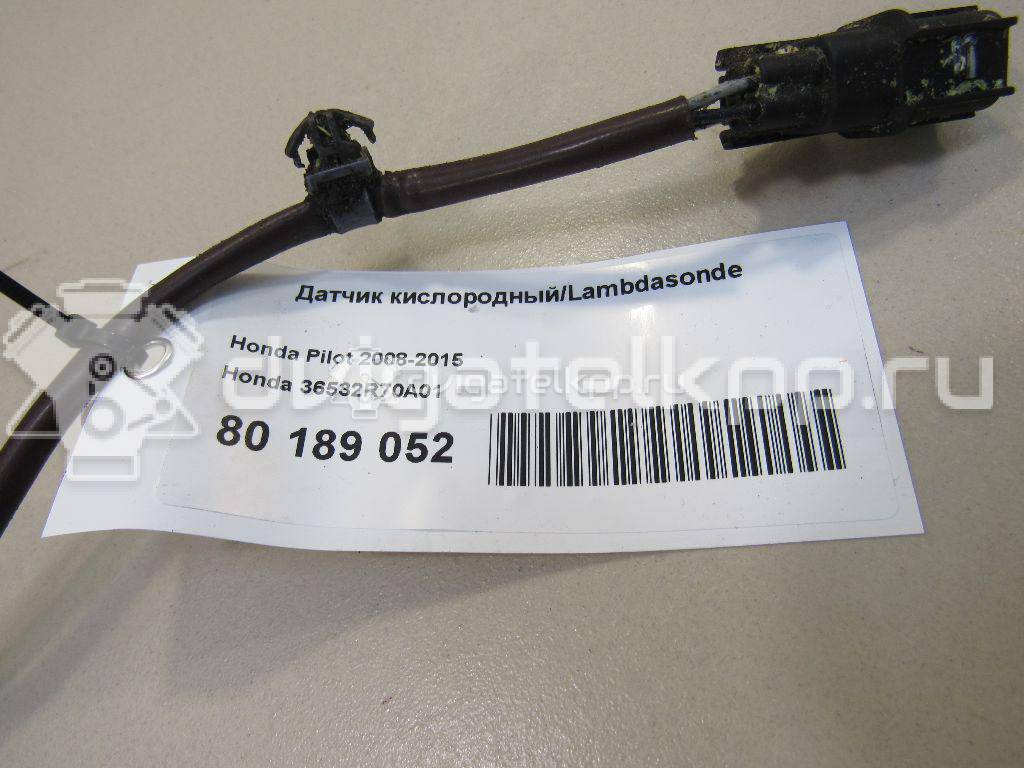 Датчик кислородный/Lambdasonde
Honda Pilot 2008-2015
Honda 36532R70A01
80 189 052
dvigatelkno.ru